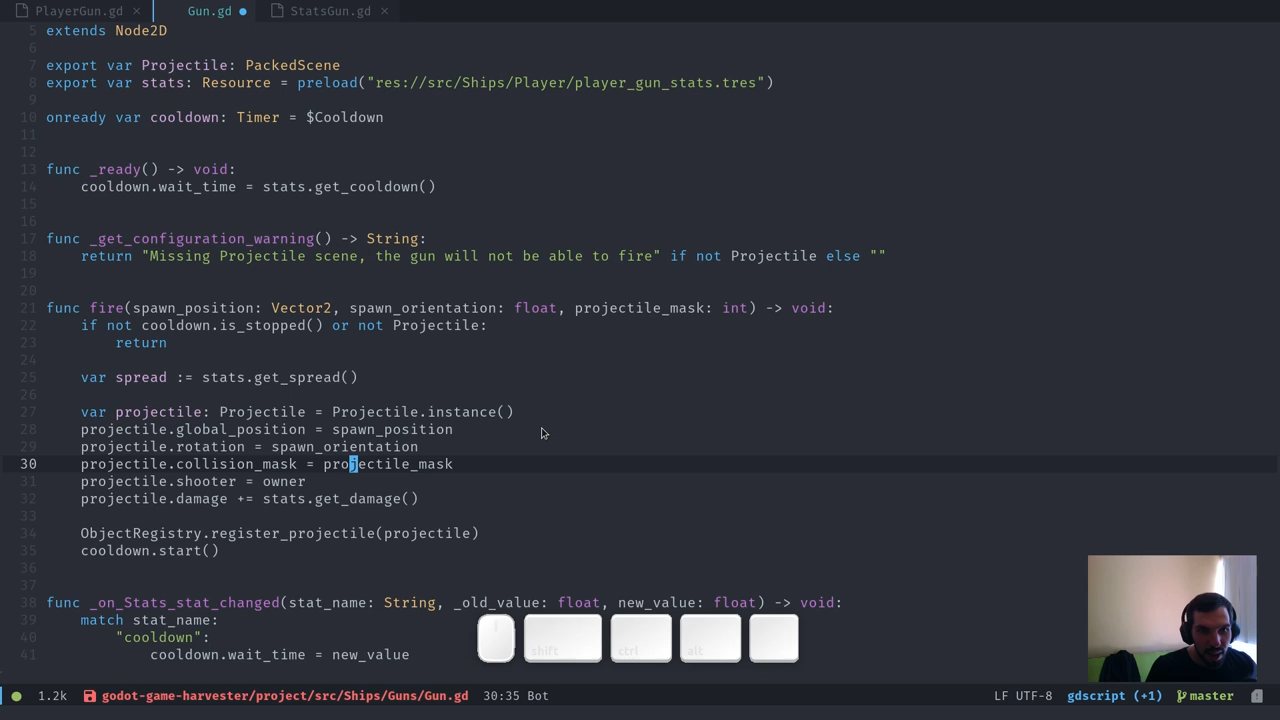 PlayerGun.gd × Gun.gd ● StatsGun.gd ×
5 extends Node2D
6
7 export var Projectile: PackedScene
8 export var stats: Resource = preload("res://src/Ships/Player/player_gun_stats.tres")
9
10 onready var cooldown: Timer = $Cooldown
11
12
13 func _ready() -> void:
14 cooldown.wait_time = stats.get_cooldown()
15
16
17 func _get_configuration_warning() -> String:
18 return "Missing Projectile scene, the gun will not be able to fire" if not Projectile else ""
19
20
21 func fire(spawn_position: Vector2, spawn_orientation: float, projectile_mask: int) -> void:
22 if not cooldown.is_stopped() or not Projectile:
23 return
24
25 var spread := stats.get_spread()
26
27 var projectile: Projectile = Projectile.instance()
28 projectile.global_position = spawn_position
29 projectile.rotation = spawn_orientation
30 projectile.collision_mask = projectile_mask
31 projectile.shooter = owner
32 projectile.damage += stats.get_damage()
33
34 ObjectRegistry.register_projectile(projectile)
35 cooldown.start()
36
37
38 func _on_Stats_stat_changed(stat_name: String, _old_value: float, new_value: float) -> void:
39 match stat_name:
40 "cooldown":
41 cooldown.wait_time = new_value
shift ctrl alt
1.2k godot-game-harvester/project/src/Ships/Guns/Gun.gd 30:35 Bot LF UTF-8 gdscript (+1) master